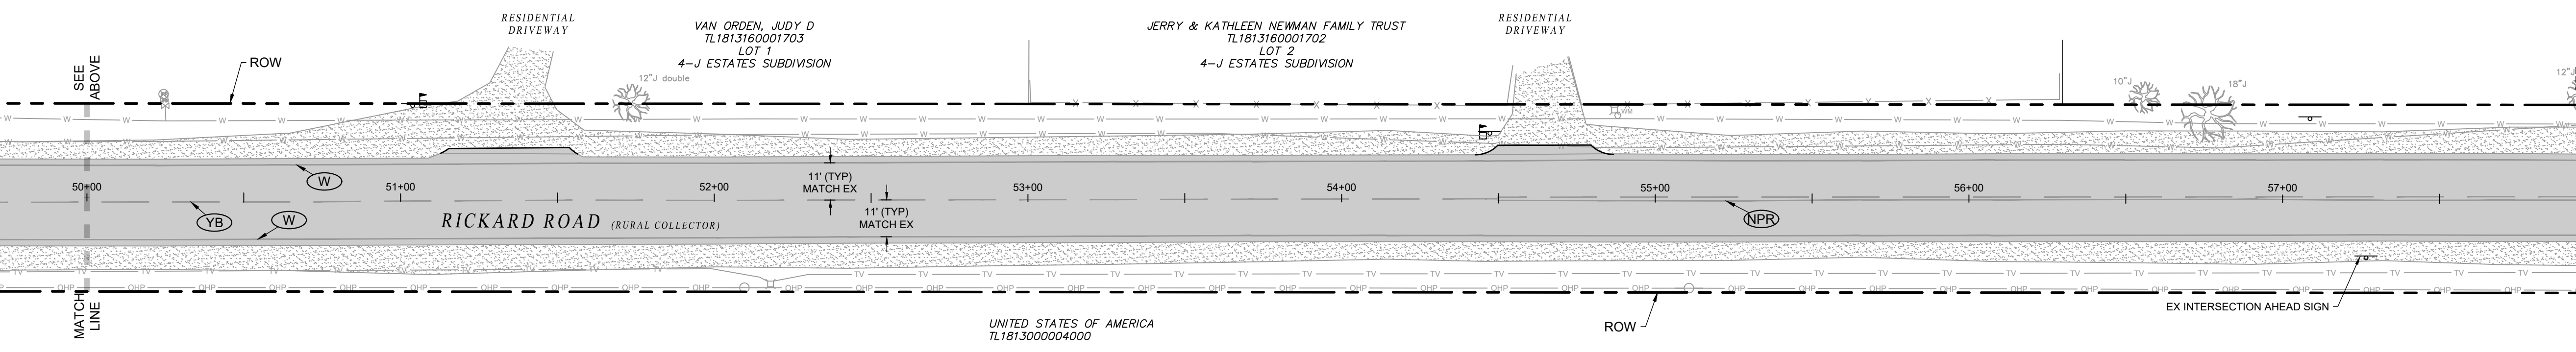 RESIDENTIAL
DRIVEWAY
VAN ORDEN, JUDY D
TL1813160001703
LOT 1
4-J ESTATES SUBDIVISION
JERRY & KATHLEEN NEWMAN FAMILY TRUST
TL1813160001702
LOT 2
4-J ESTATES SUBDIVISION
RESIDENTIAL
DRIVEWAY
SEE
ABOVE
ROW
12"J double
10"J
18"J
12"J
WM
W
50+00
51+00
52+00
53+00
54+00
55+00
56+00
57+00
11' (TYP)
MATCH EX
11' (TYP)
MATCH EX
YB
W
RICKARD ROAD (RURAL COLLECTOR)
NPR
TV
OHP
MATCH
LINE
UNITED STATES OF AMERICA
TL1813000004000
ROW
EX INTERSECTION AHEAD SIGN